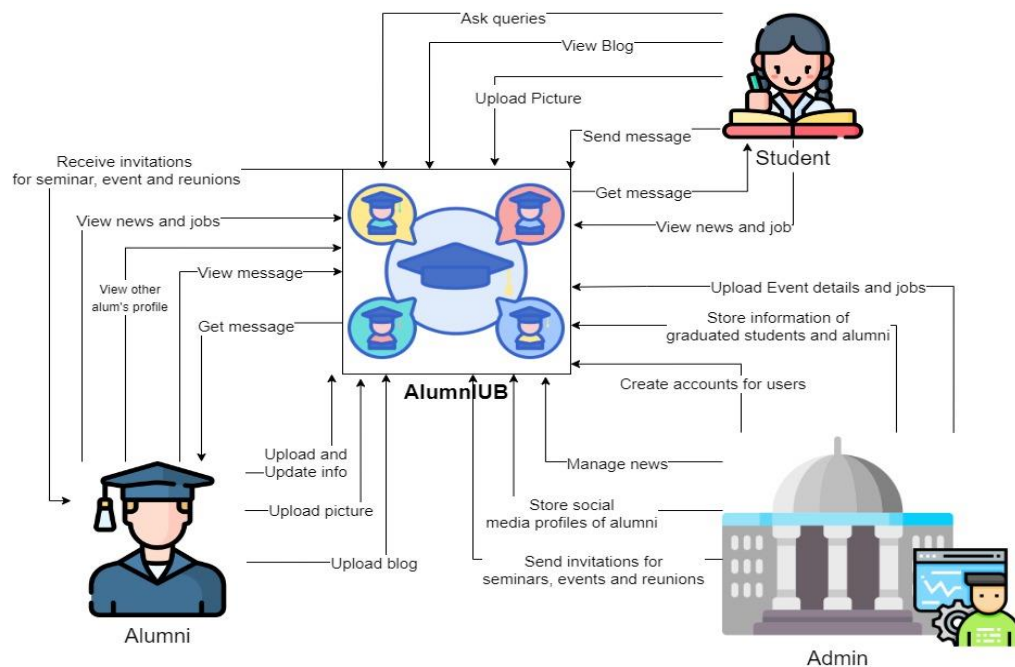 Ask queries
View Blog
Upload Picture
Send message
Student
Get message
View news and job
Receive invitations
for seminar, event and reunions
View news and jobs
View other
alum's profile
View message
Get message
AlumnIUB
Upload Event details and jobs
Store information of
graduated students and alumni
Create accounts for users
Upload and
Update info
Upload picture
Upload blog
Manage news
Store social
media profiles of alumni
Send invitations for
seminars, events and reunions
Alumni
Admin